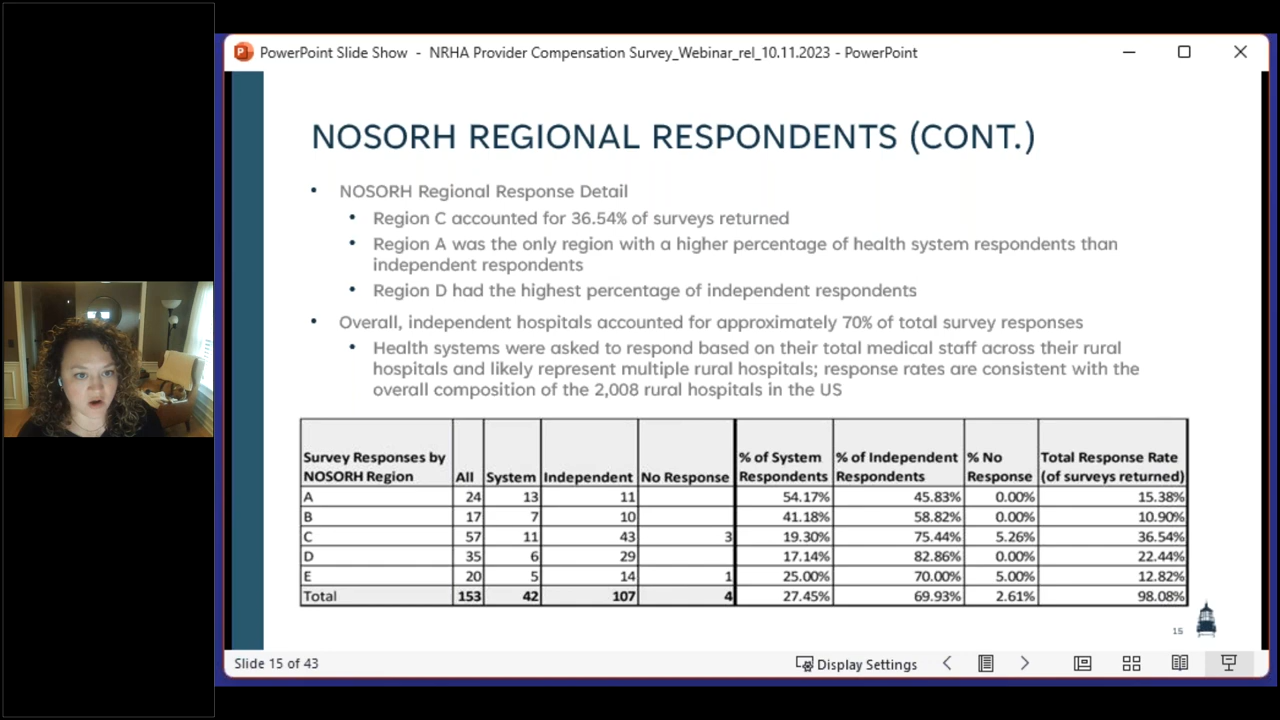 PowerPoint Slide Show - NRHA Provider Compensation Survey_Webinar_rel_10.11.2023 - PowerPoint
NOSORH REGIONAL RESPONDENTS (CONT.)
• NOSORH Regional Response Detail
• Region C accounted for 36.54% of surveys returned
• Region A was the only region with a higher percentage of health system respondents than
independent respondents
• Region D had the highest percentage of independent respondents
• Overall, independent hospitals accounted for approximately 70% of total survey responses
• Health systems were asked to respond based on their total medical staff across their rural
hospitals and likely represent multiple rural hospitals; response rates are consistent with the
overall composition of the 2,008 rural hospitals in the US
Survey Responses by NOSORH Region All System Independent No Response % of System Respondents % of Independent Respondents % No Response Total Response Rate (of surveys returned)
A 24 13 11 54.17% 45.83% 0.00% 15.38%
B 17 7 10 41.18% 58.82% 0.00% 10.90%
C 57 11 43 3 19.30% 75.44% 5.26% 36.54%
D 35 6 29 17.14% 82.86% 0.00% 22.44%
E 20 5 14 1 25.00% 70.00% 5.00% 12.82%
Total 153 42 107 4 27.45% 69.93% 2.61% 98.08%
15
Slide 15 of 43
Display Settings